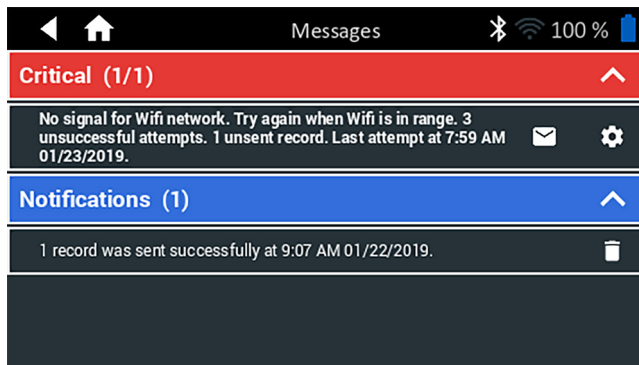 Messages
100 %
Critical (1/1)
No signal for Wifi network. Try again when Wifi is in range. 3
unsuccessful attempts. 1 unsent record. Last attempt at 7:59 AM
01/23/2019.
Notifications (1)
1 record was sent successfully at 9:07 AM 01/22/2019.